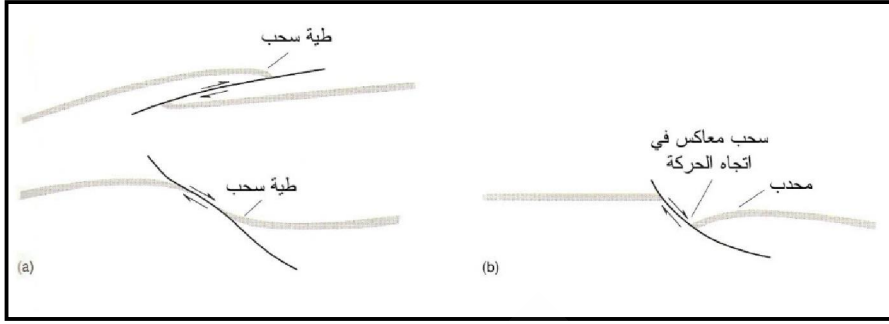 طية سحب
طية سحب
(a)
سحب معاكس في
اتجاه الحركة
محدب
(b)